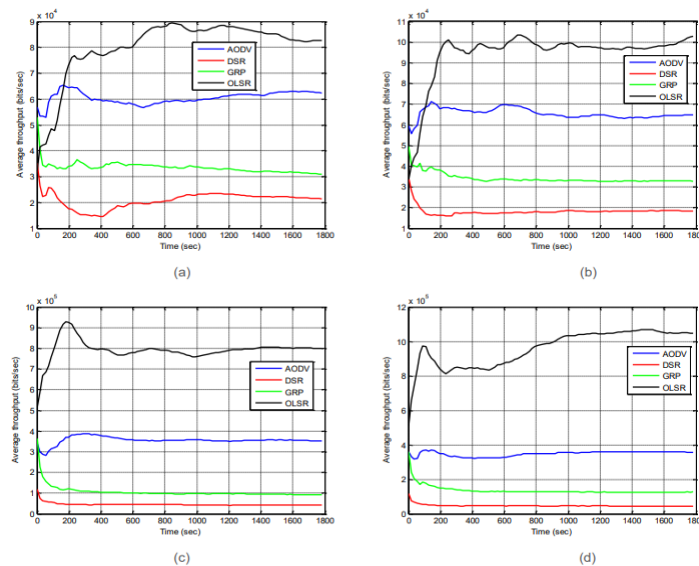 x 10^4
9
8
7
6
5
4
3
2
1
Average throughput (bits/sec)
AODV
DSR
GRP
OLSR
0 200 400 600 800 1000 1200 1400 1600 1800
Time (sec)
(a)
x 10^4
11
10
9
8
7
6
5
4
3
2
1
Average throughput (bits/sec)
AODV
DSR
GRP
OLSR
0 200 400 600 800 1000 1200 1400 1600 1800
Time (sec)
(b)
x 10^5
10
9
8
7
6
5
4
3
2
1
0
Average throughput (bits/sec)
AODV
DSR
GRP
OLSR
0 200 400 600 800 1000 1200 1400 1600 1800
Time (sec)
(c)
x 10^5
12
10
8
6
4
2
0
Average throughput (bits/sec)
AODV
DSR
GRP
OLSR
0 200 400 600 800 1000 1200 1400 1600 1800
Time (sec)
(d)